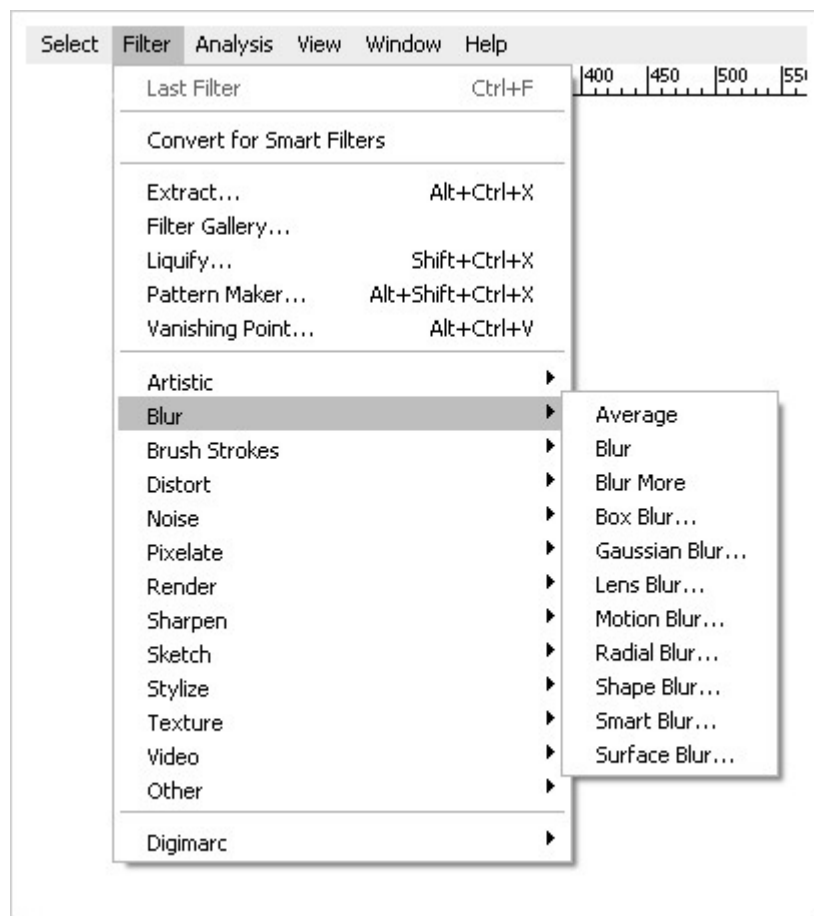 Select Filter Analysis View Window Help
400 450 500 55
Last Filter Ctrl+F
Convert for Smart Filters
Extract... Alt+Ctrl+X
Filter Gallery...
Liquify... Shift+Ctrl+X
Pattern Maker... Alt+Shift+Ctrl+X
Vanishing Point... Alt+Ctrl+V
Artistic
Blur
Brush Strokes
Distort
Noise
Pixelate
Render
Sharpen
Sketch
Stylize
Texture
Video
Other
Digimarc
Average
Blur
Blur More
Box Blur...
Gaussian Blur...
Lens Blur...
Motion Blur...
Radial Blur...
Shape Blur...
Smart Blur...
Surface Blur...